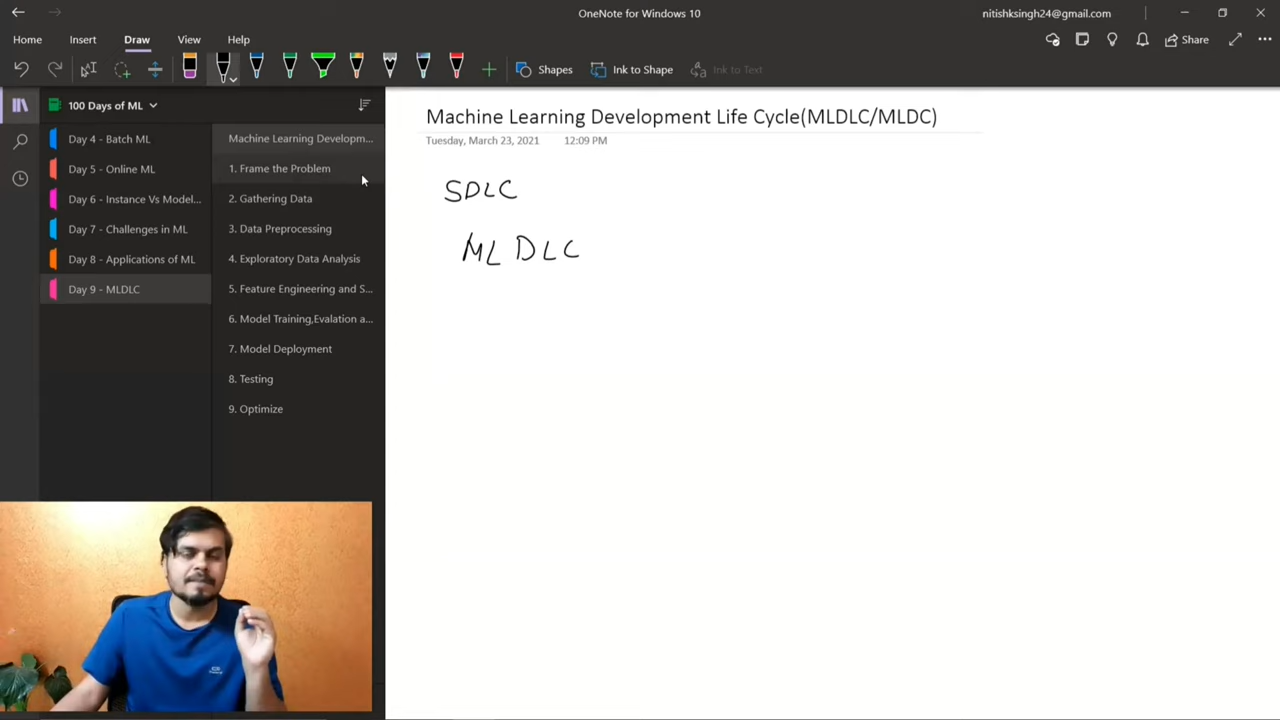 OneNote for Windows 10
nitishksingh24@gmail.com
Home Insert Draw View Help
Share
Shapes Ink to Shape Ink to Text
100 Days of ML
Day 4 - Batch ML
Day 5 - Online ML
Day 6 - Instance Vs Model...
Day 7 - Challenges in ML
Day 8 - Applications of ML
Day 9 - MLDLC
Machine Learning Developm...
1. Frame the Problem
2. Gathering Data
3. Data Preprocessing
4. Exploratory Data Analysis
5. Feature Engineering and S...
6. Model Training,Evalation a...
7. Model Deployment
8. Testing
9. Optimize
Machine Learning Development Life Cycle(MLDLC/MLDC)
Tuesday, March 23, 2021 12:09 PM
SDLC
MLDLC